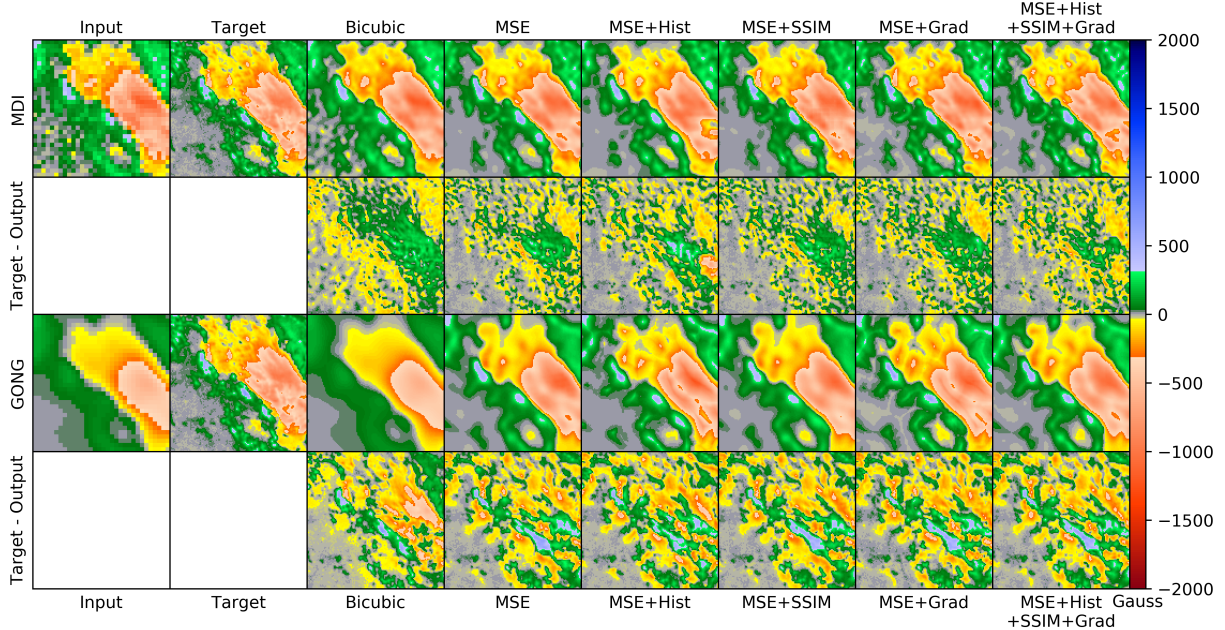 Input Target Bicubic MSE MSE+Hist MSE+SSIM MSE+Grad MSE+Hist
+SSIM+Grad
MDI
Target - Output
GONG
Target - Output
2000
1500
1000
500
0
−500
−1000
−1500
−2000
Input Target Bicubic MSE MSE+Hist MSE+SSIM MSE+Grad MSE+Hist Gauss
+SSIM+Grad